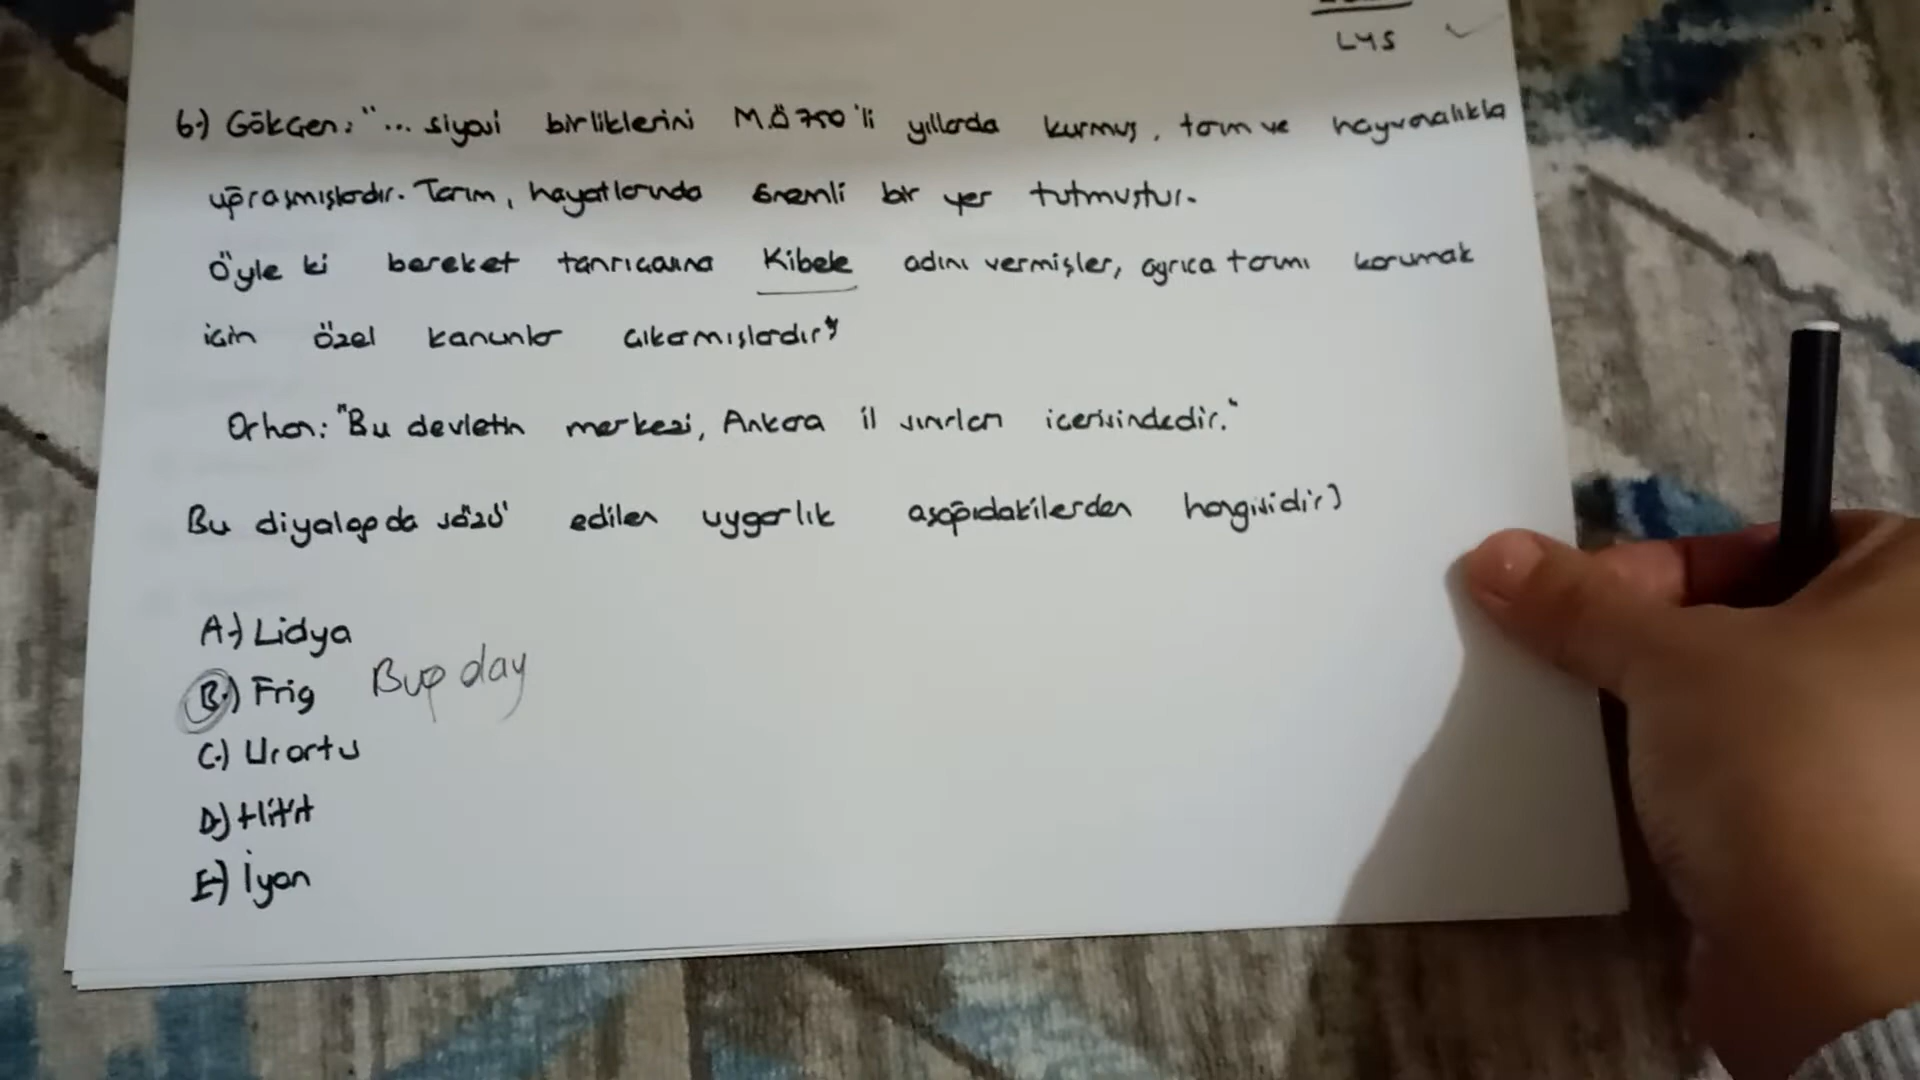 LYS
6.) Gökçen: "... siyasi birliklerini M.Ö 750'li yıllarda kurmuş, tarım ve hayvancılıkla
uğraşmışlardır. Tarım, hayatlarında önemli bir yer tutmuştur.
Öyle ki bereket tanrıçasına Kibele adını vermişler, ayrıca tarımı korumak
için özel kanunlar çıkarmışlardır"
Orhan: "Bu devletin merkezi, Ankara il sınırları içerisindedir."
Bu diyalogda sözü edilen uygarlık aşağıdakilerden hangisidir?
A-) Lidya
B-) Frig Buğday
C-) Urartu
D-) Hitit
E-) İyon